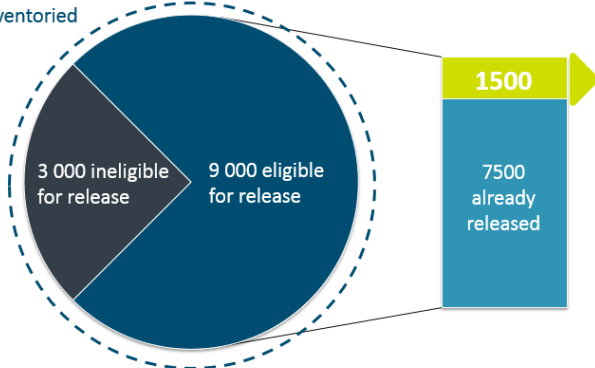 ventoried
3 000 ineligible
for release
9 000 eligible
for release
1500
7500
already
released